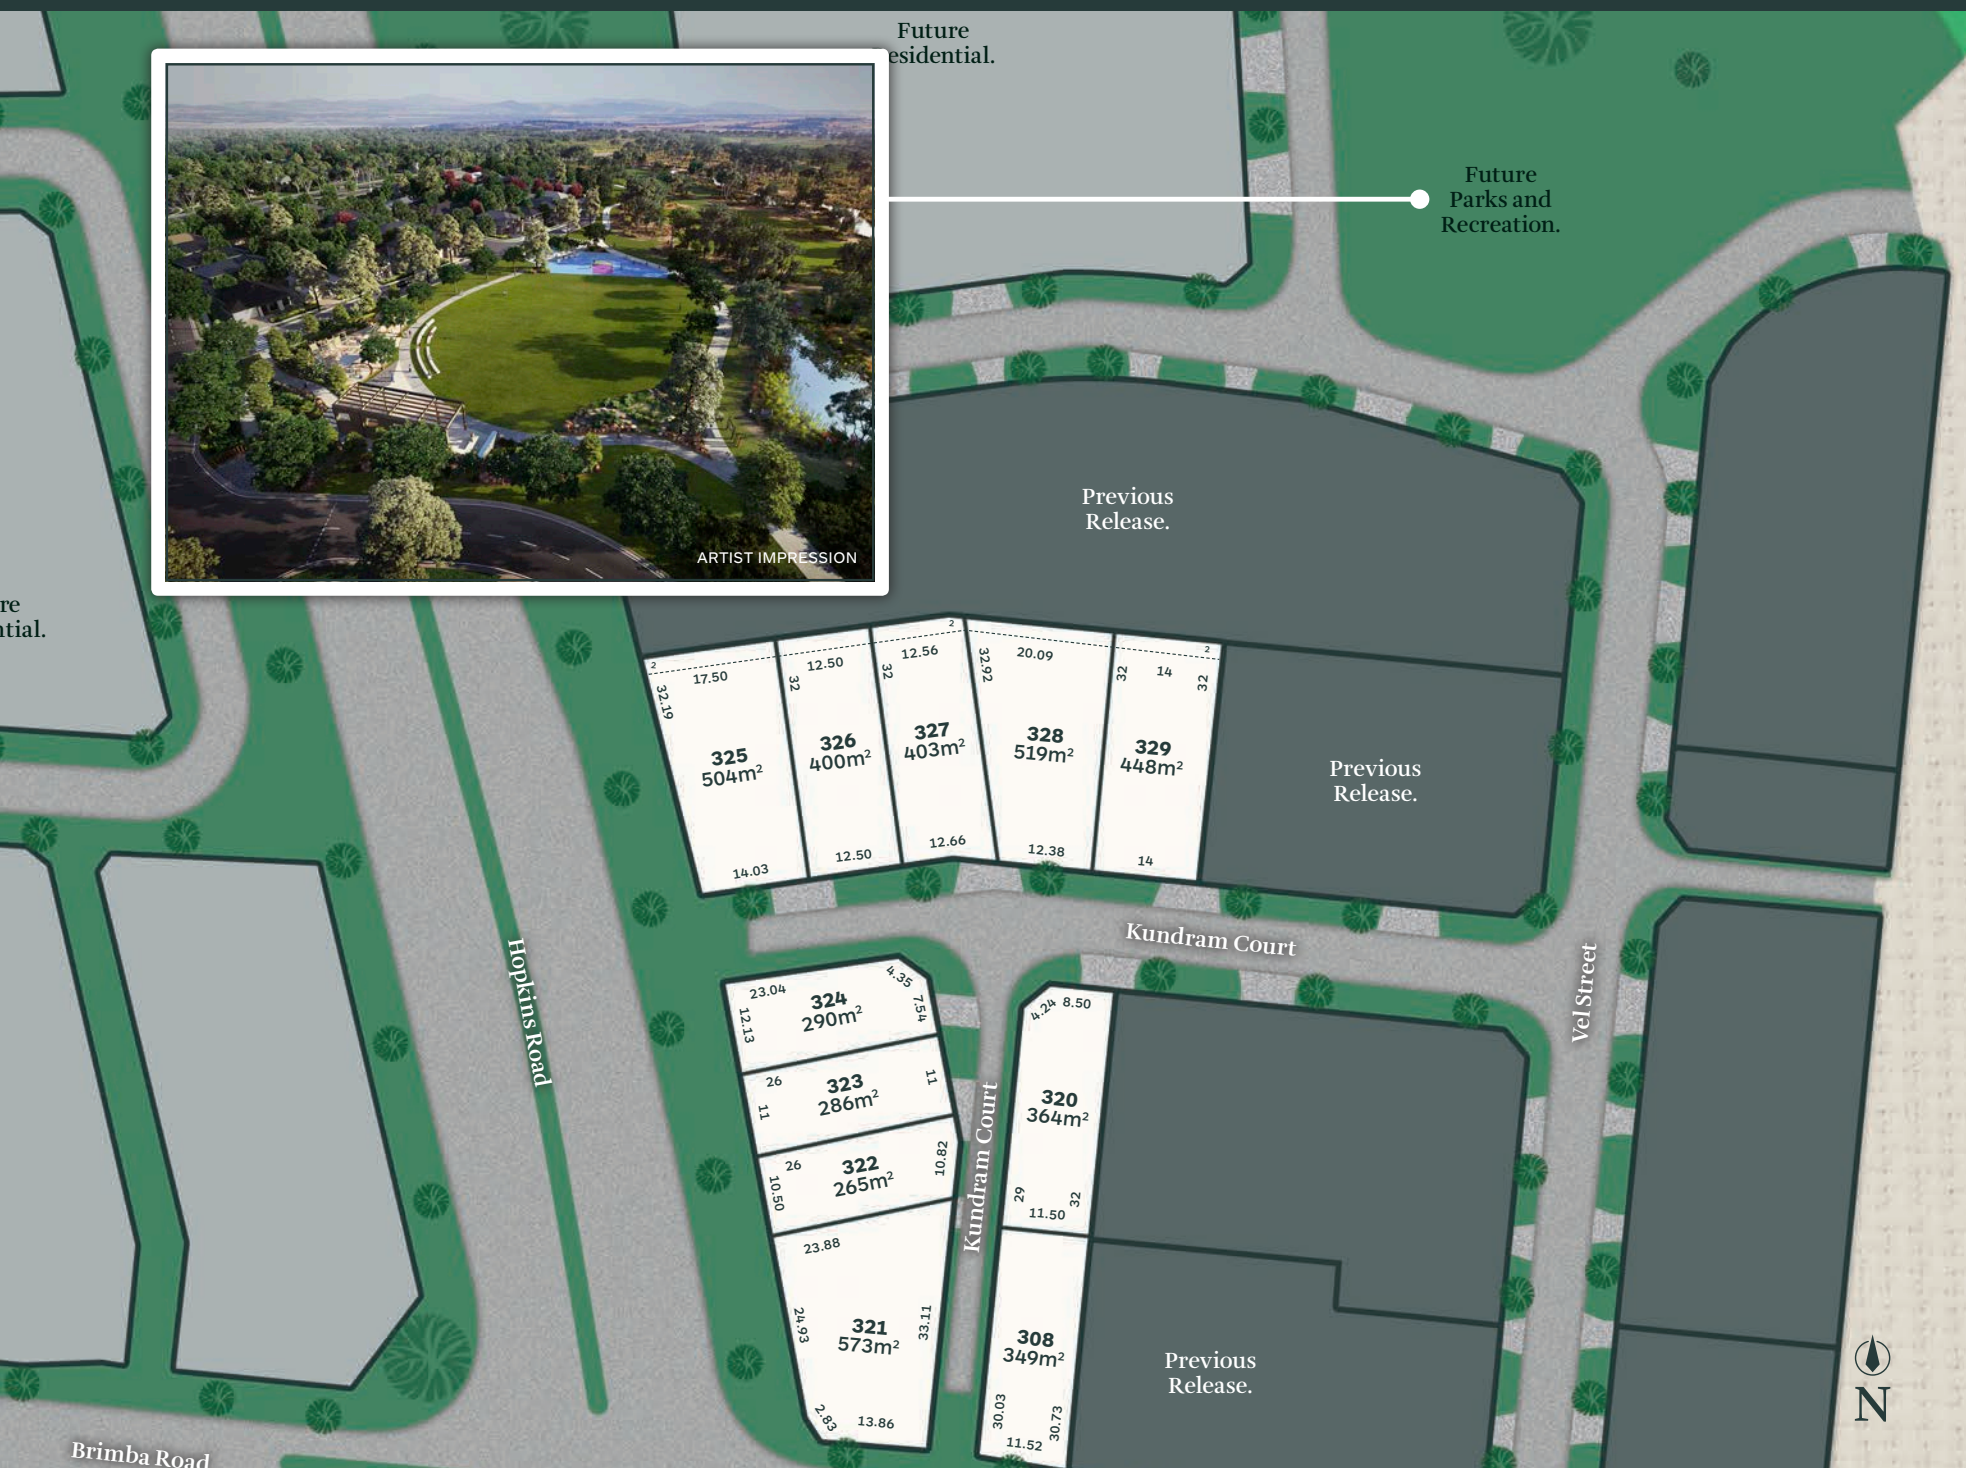 Future
esidential.
Future
Parks and
Recreation.
ARTIST IMPRESSION
Previous
Release.
re
ntial.
2
17.50
32.19
325
504m²
14.03
12.50
32
326
400m²
12.50
2
12.56
32
327
403m²
12.66
20.09
32.92
328
519m²
12.38
2
14
32
32
329
448m²
14
Previous
Release.
Kundram Court
Hopkins Road
Vel Street
23.04
4.35
324
290m²
12.13
7.54
26
323
286m²
11
11
26
322
265m²
10.50
10.82
23.88
321
573m²
24.93
33.11
2.83
13.86
Kundram Court
4.24
8.50
320
364m²
29
32
11.50
308
349m²
30.03
30.73
11.52
Previous
Release.
Brimba Road
N